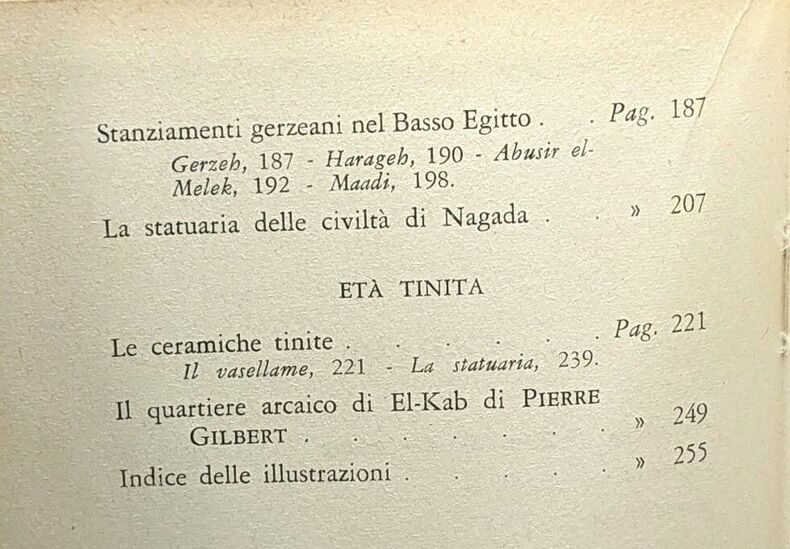 Stanziamenti gerzeani nel Basso Egitto . . Pag. 187
Gerzeh, 187 - Harageh, 190 - Abusir el-
Melek, 192 - Maadi, 198.
La statuaria delle civiltà di Nagada . . » 207
ETÀ TINITA
Le ceramiche tinite . . . . . . Pag. 221
Il vasellame, 221 - La statuaria, 239.
Il quartiere arcaico di El-Kab di PIERRE
GILBERT . . . . . . . » 249
Indice delle illustrazioni . . . . . » 255